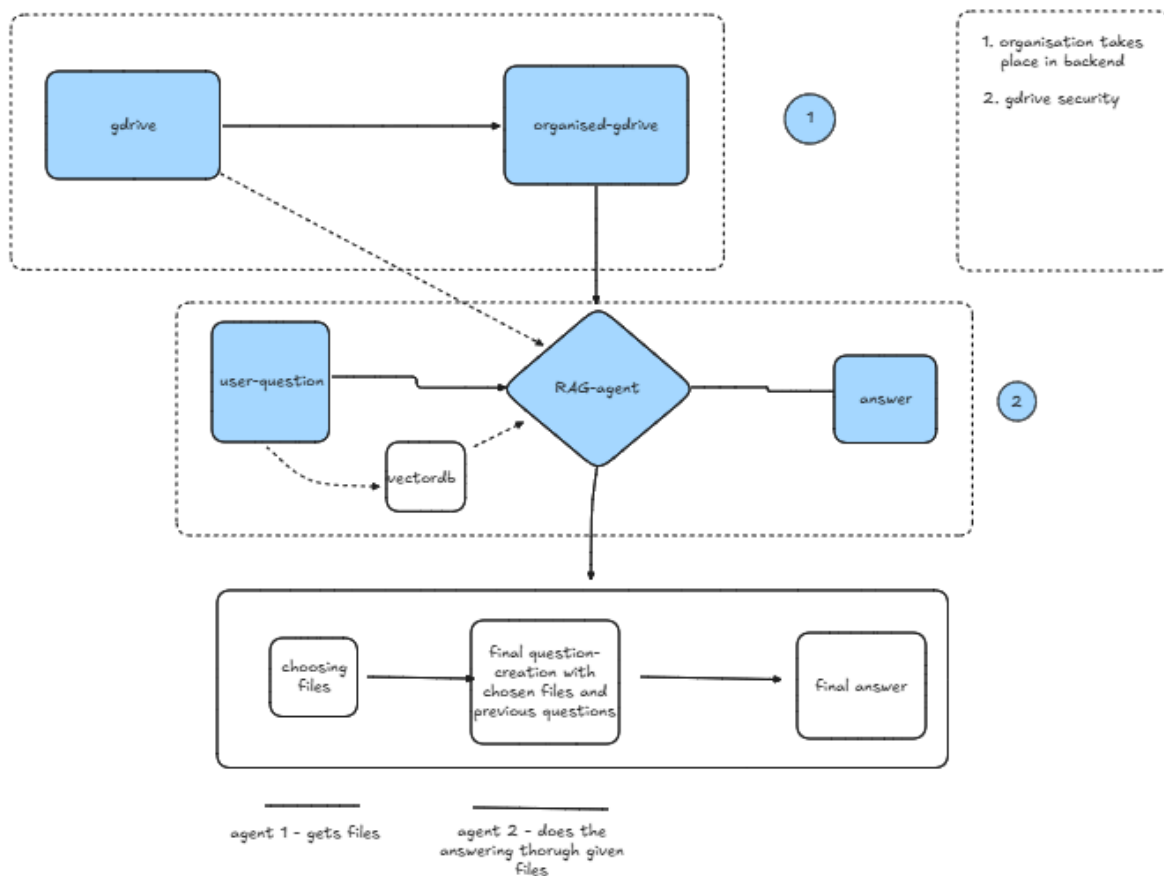 gdrive
organised-gdrive
1
1. organisation takes
place in backend
2. gdrive security
user-question
RAG-agent
answer
2
vectordb
choosing
files
final question-
creation with
chosen files and
previous questions
final answer
agent 1 - gets files
agent 2 - does the
answering thorugh given
files